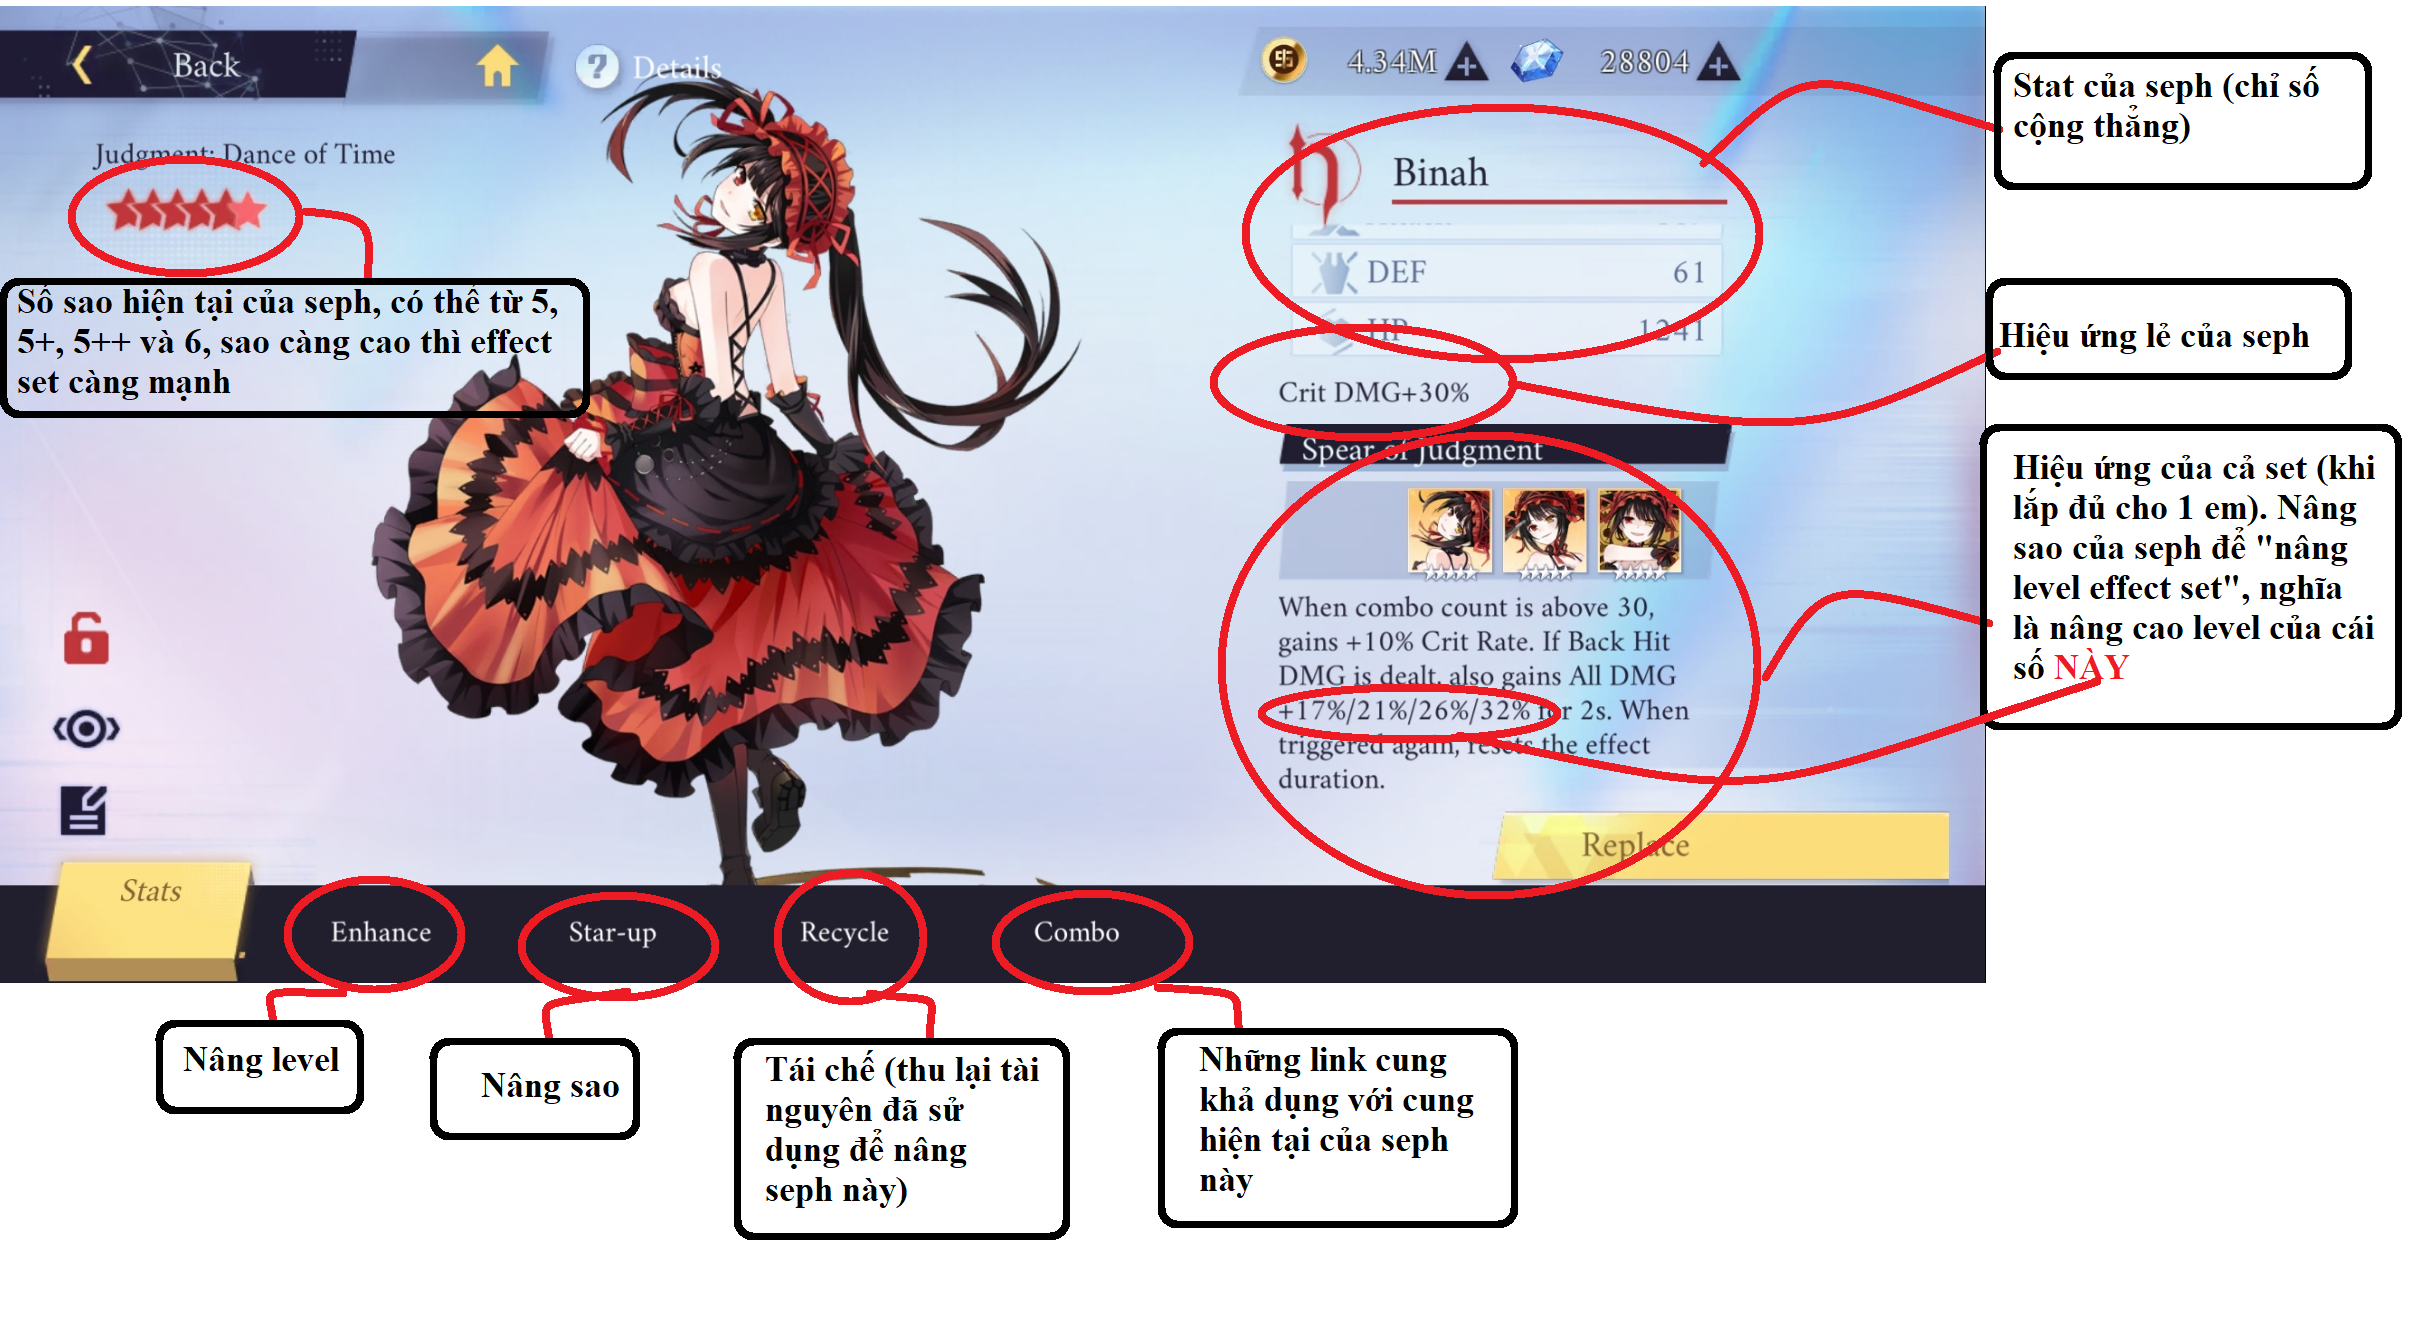 Back
Details
4.34M
28804
Judgment: Dance of Time
Số sao hiện tại của seph, có thể từ 5,
5+, 5++ và 6, sao càng cao thì effect
set càng mạnh
Binah
DEF 61
HP 1241
Crit DMG+30%
Spear of Judgment
When combo count is above 30,
gains +10% Crit Rate. If Back Hit
DMG is dealt, also gains All DMG
+17%/21%/26%/32% for 2s. When
triggered again, resets the effect
duration.
Replace
Stat của seph (chỉ số
cộng thẳng)
Hiệu ứng lẻ của seph
Hiệu ứng của cả set (khi
lắp đủ cho 1 em). Nâng
sao của seph để "nâng
level effect set", nghĩa
là nâng cao level của cái
số NÀY
Stats
Enhance
Star-up
Recycle
Combo
Nâng level
Nâng sao
Tái chế (thu lại tài
nguyên đã sử
dụng để nâng
seph này)
Những link cung
khả dụng với cung
hiện tại của seph
này